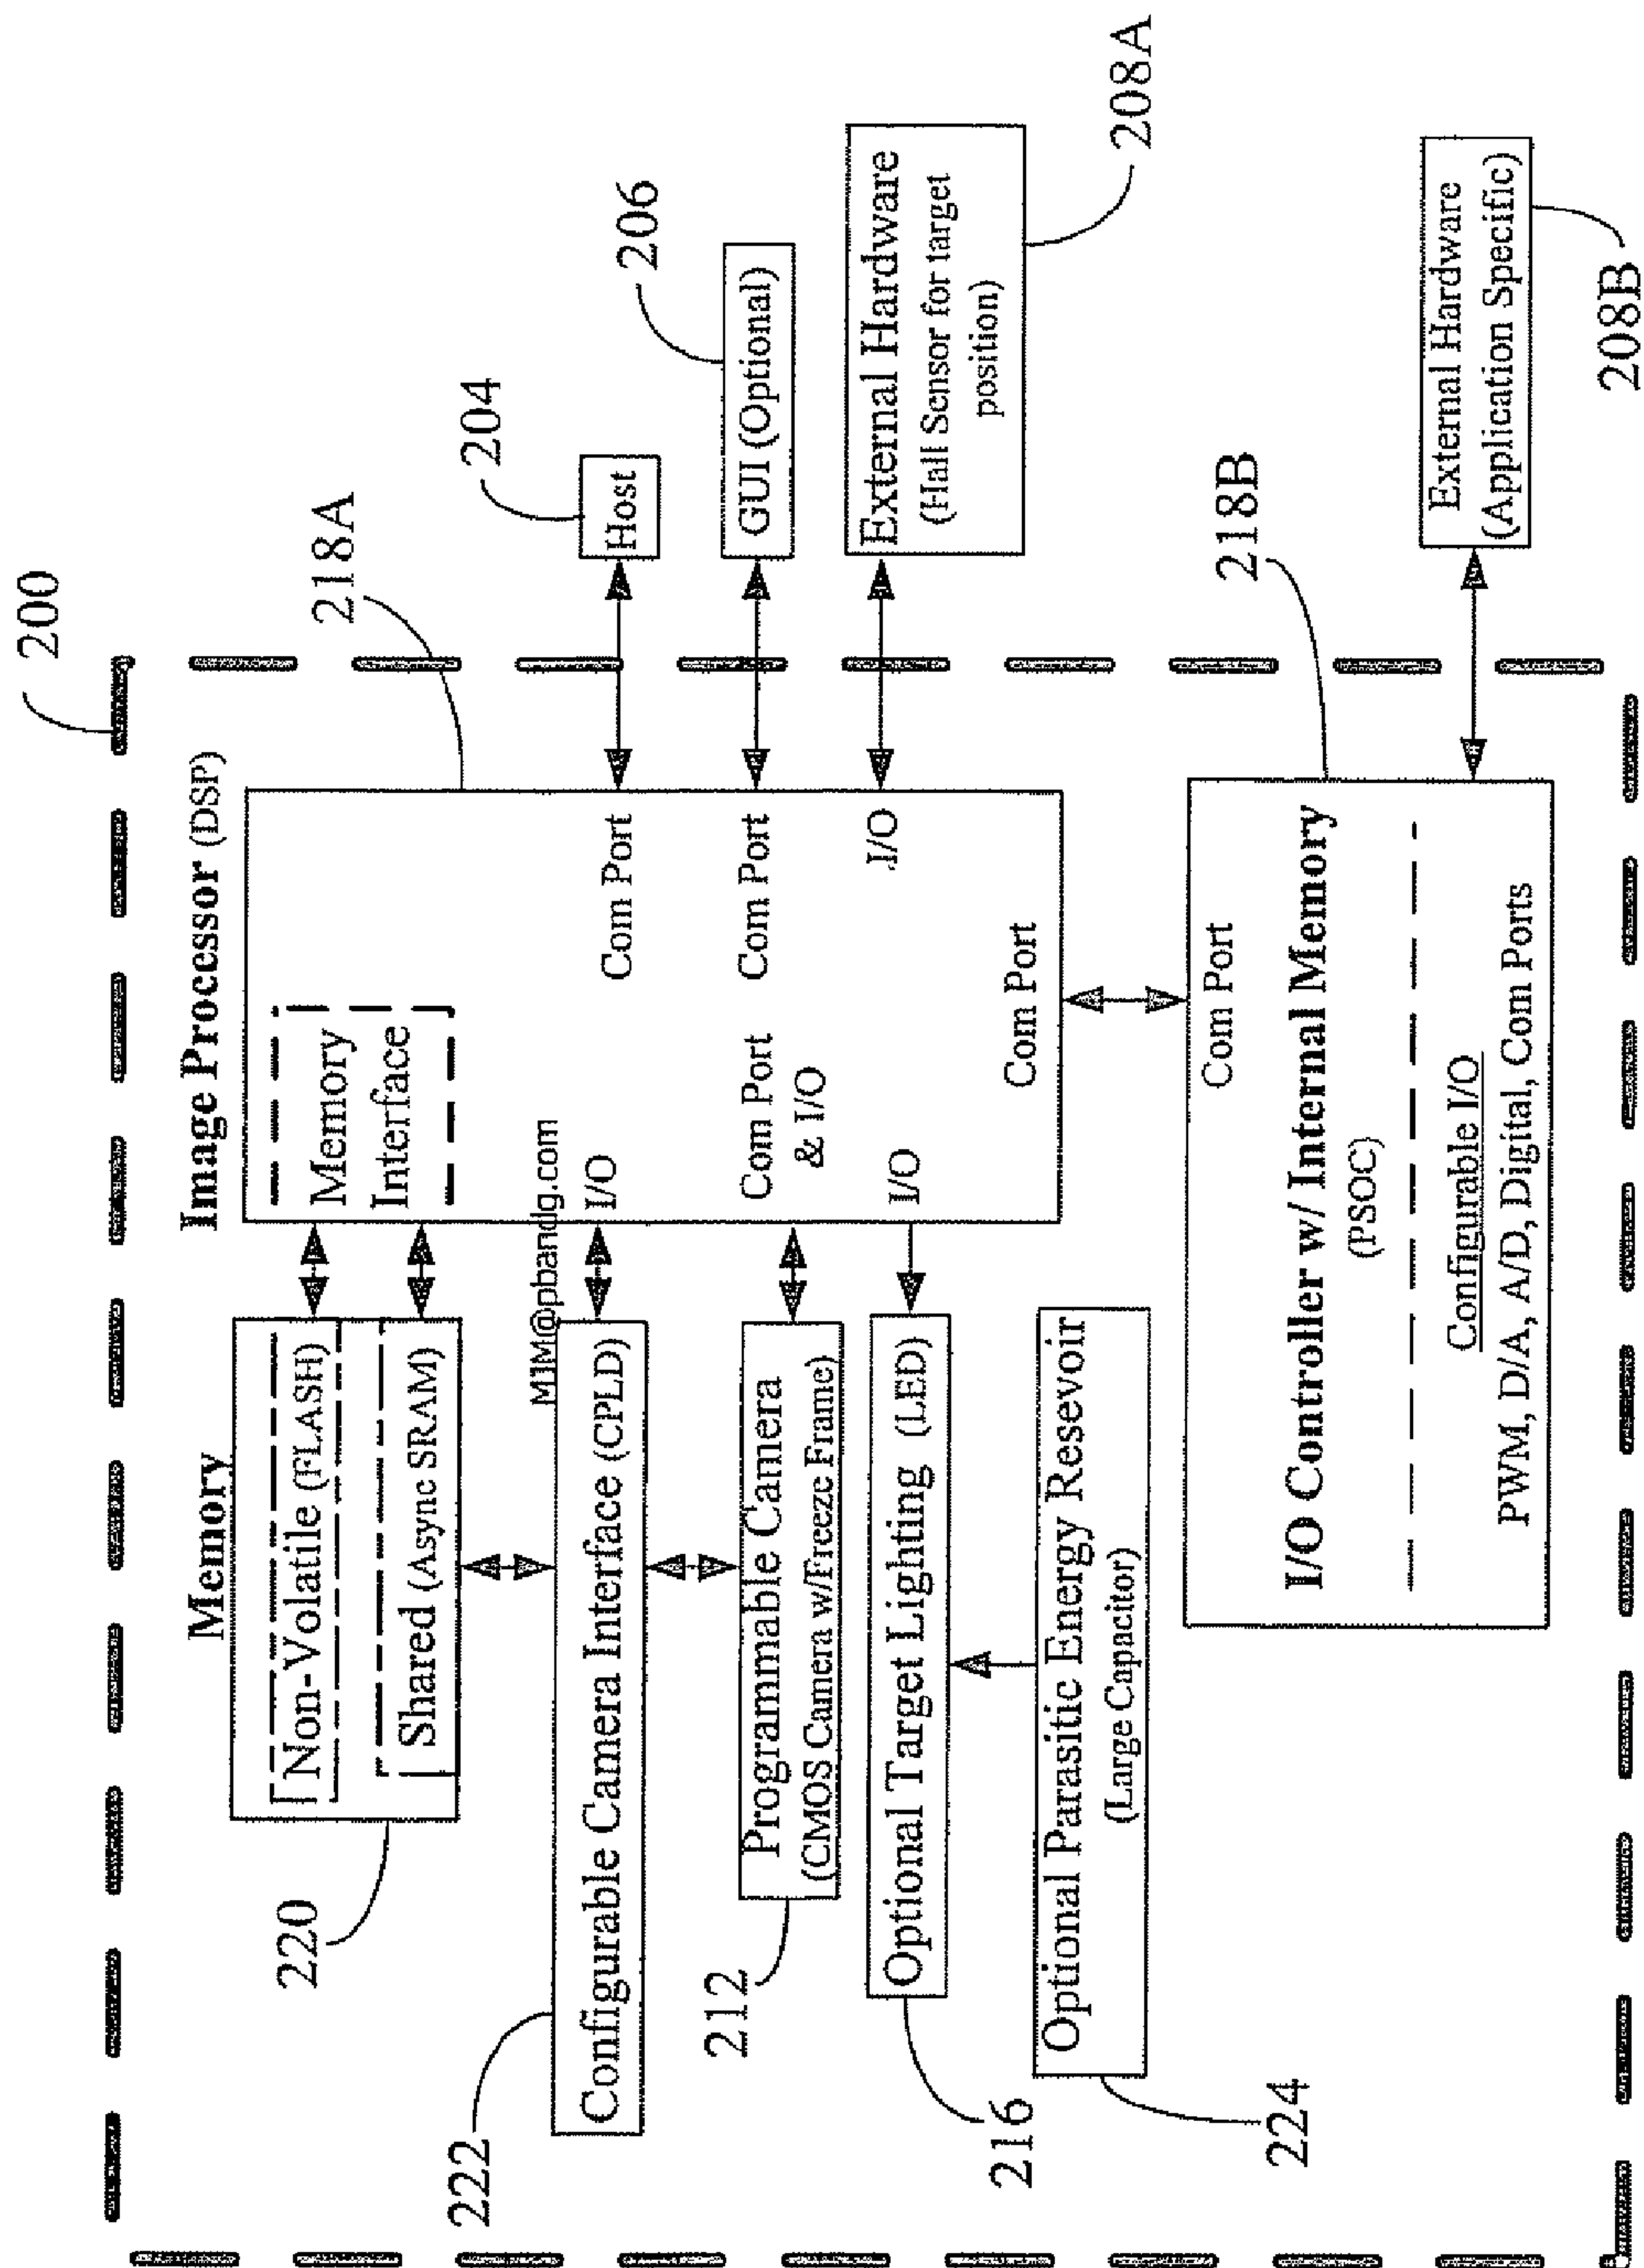 200
Memory
Image Processor (DSP)
218A
Non-Volatile (FLASH)
Memory
Interface
Shared (Async SRAM)
220
M1M@pbandg.com
204
Host
222
Configurable Camera Interface (CPLD)
I/O
Com Port
206
GUI (Optional)
212
Programmable Camera
(CMOS Camera w/Freeze Frame)
Com Port
& I/O
Com Port
External Hardware
(Hall Sensor for target
position)
208A
216
Optional Target Lighting (LED)
I/O
I/O
224
Optional Parasitic Energy Resevoir
(Large Capacitor)
Com Port
218B
Com Port
I/O Controller w/ Internal Memory
(PSOC)
Configurable I/O
PWM, D/A, A/D, Digital, Com Ports
External Hardware
(Application Specific)
208B